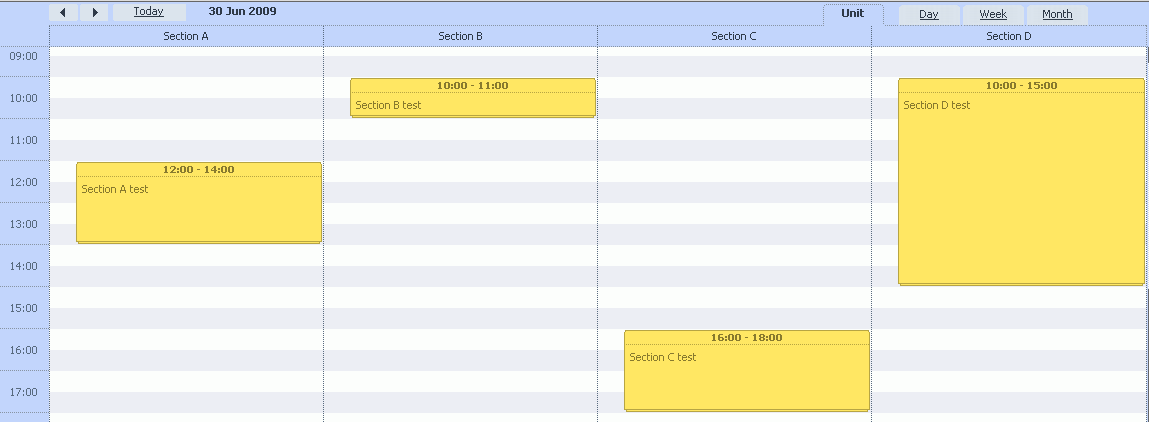 Today 30 Jun 2009 Unit Day Week Month
Section A Section B Section C Section D
09:00
10:00
11:00
12:00
13:00
14:00
15:00
16:00
17:00
12:00 - 14:00
Section A test
10:00 - 11:00
Section B test
16:00 - 18:00
Section C test
10:00 - 15:00
Section D test